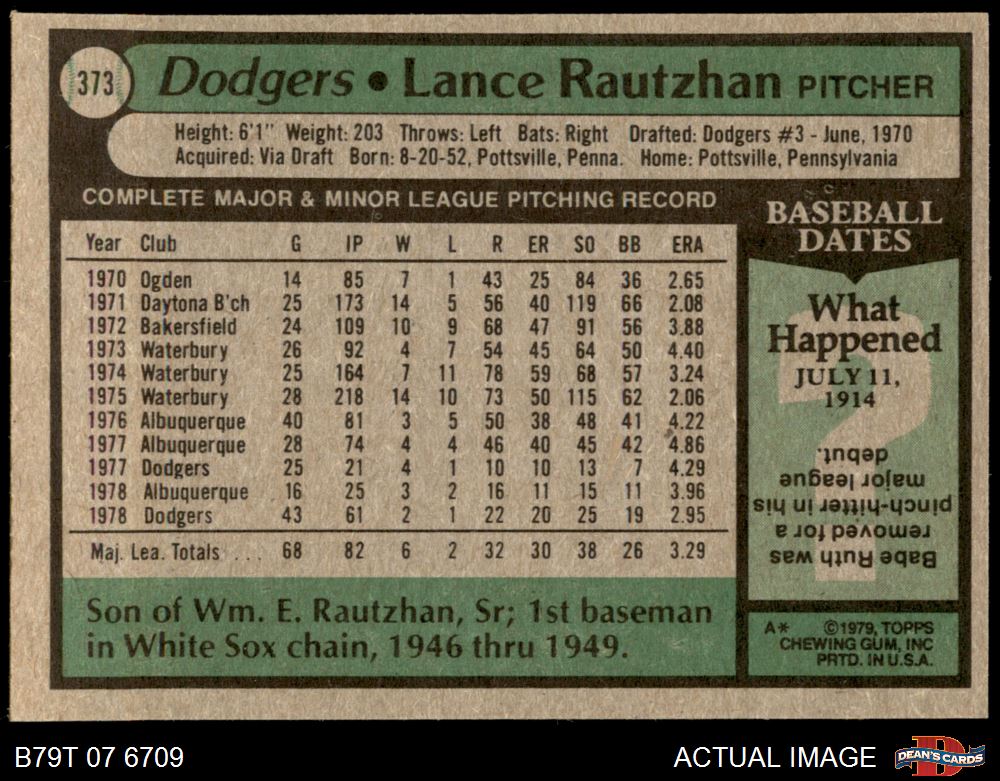 373 Dodgers • Lance Rautzhan PITCHER
Height: 6'1" Weight: 203 Throws: Left Bats: Right Drafted: Dodgers #3 - June, 1970
Acquired: Via Draft Born: 8-20-52, Pottsville, Penna. Home: Pottsville, Pennsylvania
COMPLETE MAJOR & MINOR LEAGUE PITCHING RECORD
Year Club G IP W L R ER SO BB ERA
1970 Ogden 14 85 7 1 43 25 84 36 2.65
1971 Daytona B'ch 25 173 14 5 56 40 119 66 2.08
1972 Bakersfield 24 109 10 9 68 47 91 56 3.88
1973 Waterbury 26 92 4 7 54 45 64 50 4.40
1974 Waterbury 25 164 7 11 78 59 68 57 3.24
1975 Waterbury 28 218 14 10 73 50 115 62 2.06
1976 Albuquerque 40 81 3 5 50 38 48 41 4.22
1977 Albuquerque 28 74 4 4 46 40 45 42 4.86
1977 Dodgers 25 21 4 1 10 10 13 7 4.29
1978 Albuquerque 16 25 3 2 16 11 15 11 3.96
1978 Dodgers 43 61 2 1 22 20 25 19 2.95
Maj. Lea. Totals . . . 68 82 6 2 32 30 38 26 3.29
Son of Wm. E. Rautzhan, Sr; 1st baseman
in White Sox chain, 1946 thru 1949.
BASEBALL
DATES
What
Happened
JULY 11,
1914
Babe Ruth was
removed for a
pinch-hitter in his
major league
debut.
A* ©1979, TOPPS
CHEWING GUM, INC
PRTD. IN U.S.A.
B79T 07 6709
ACTUAL IMAGE
D
DEAN'S CARDS